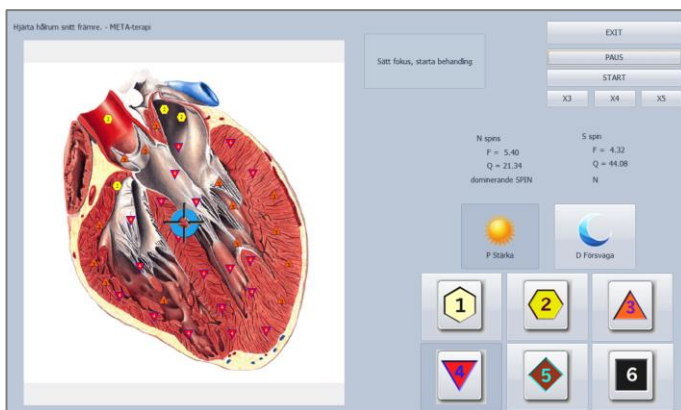 Hjärta hålrum snitt främre. - META-terapi
EXIT
Sätt fokus, starta behandling
PAUS
START
X3 X4 X5
N spins
S spin
F = 5.40
F = 4.32
Q = 21.34
Q = 44.08
dominerande SPIN N
P Stärka
D Försvaga
1 2 3
4 5 6